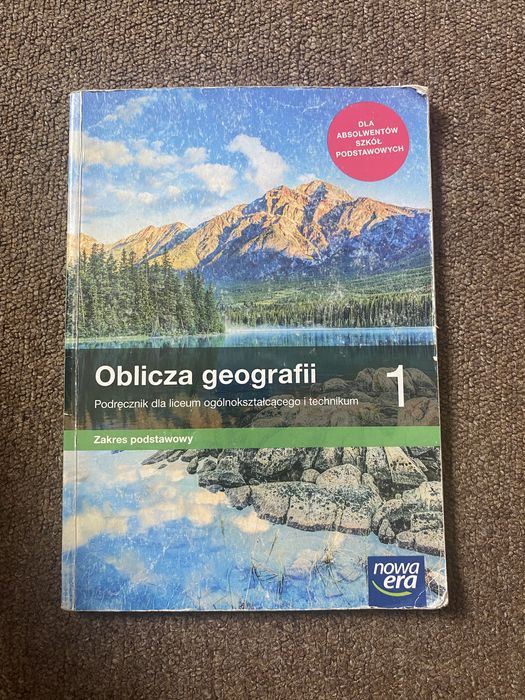 DLA
ABSOLWENTÓW
SZKÓŁ
PODSTAWOWYCH
Oblicza geografii
1
Podręcznik dla liceum ogólnokształcącego i technikum
Zakres podstawowy
nowa
era